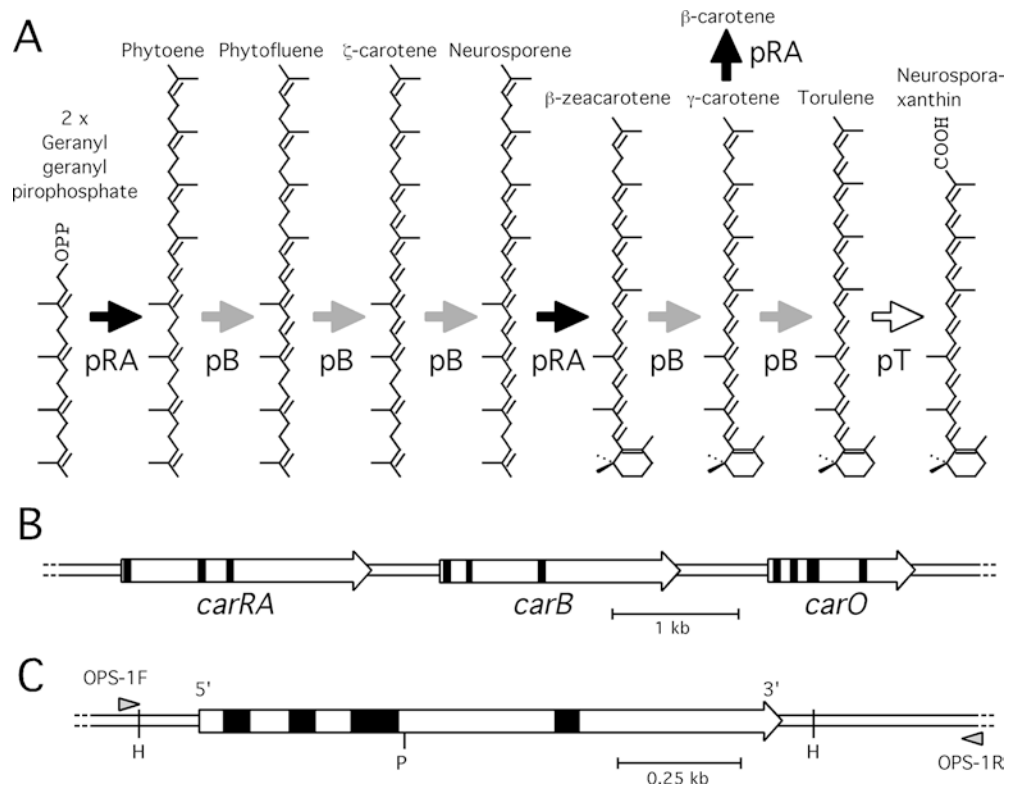 A
Phytoene
Phytofluene
ζ-carotene
Neurosporene
β-zeacarotene
β-carotene
pRA
γ-carotene
Torulene
Neurospora-
xanthin
2 x
Geranyl
geranyl
pirophosphate
OPP
COOH
pRA
pB
pB
pB
pRA
pB
pB
pT
B
carRA
carB
carO
1 kb
C
OPS-1F
5'
3'
H
P
H
OPS-1R
0.25 kb